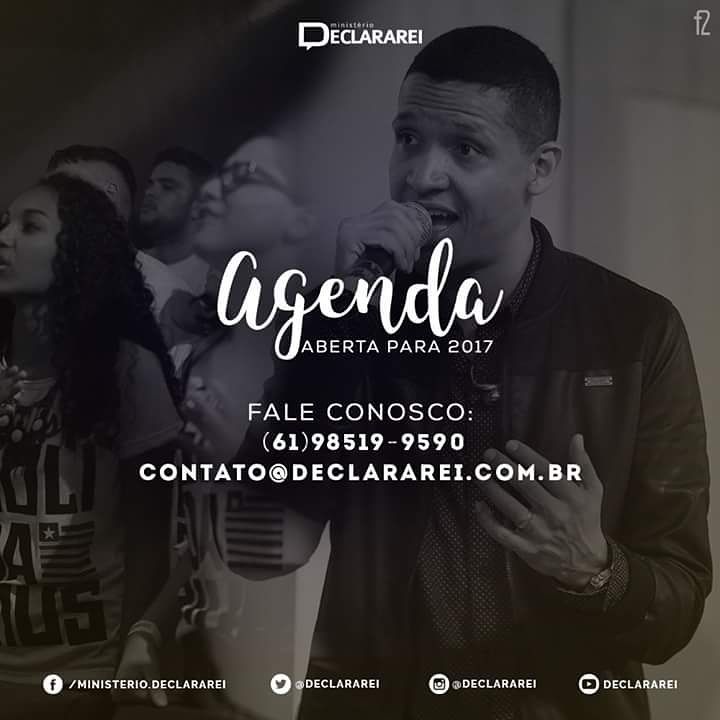 ministério
DECLARAREI
f2
Agenda
ABERTA PARA 2017
FALE CONOSCO:
(61)98519-9590
CONTATO@DECLARAREI.COM.BR
/MINISTERIO.DECLARAREI
@DECLARAREI
@DECLARAREI
DECLARAREI